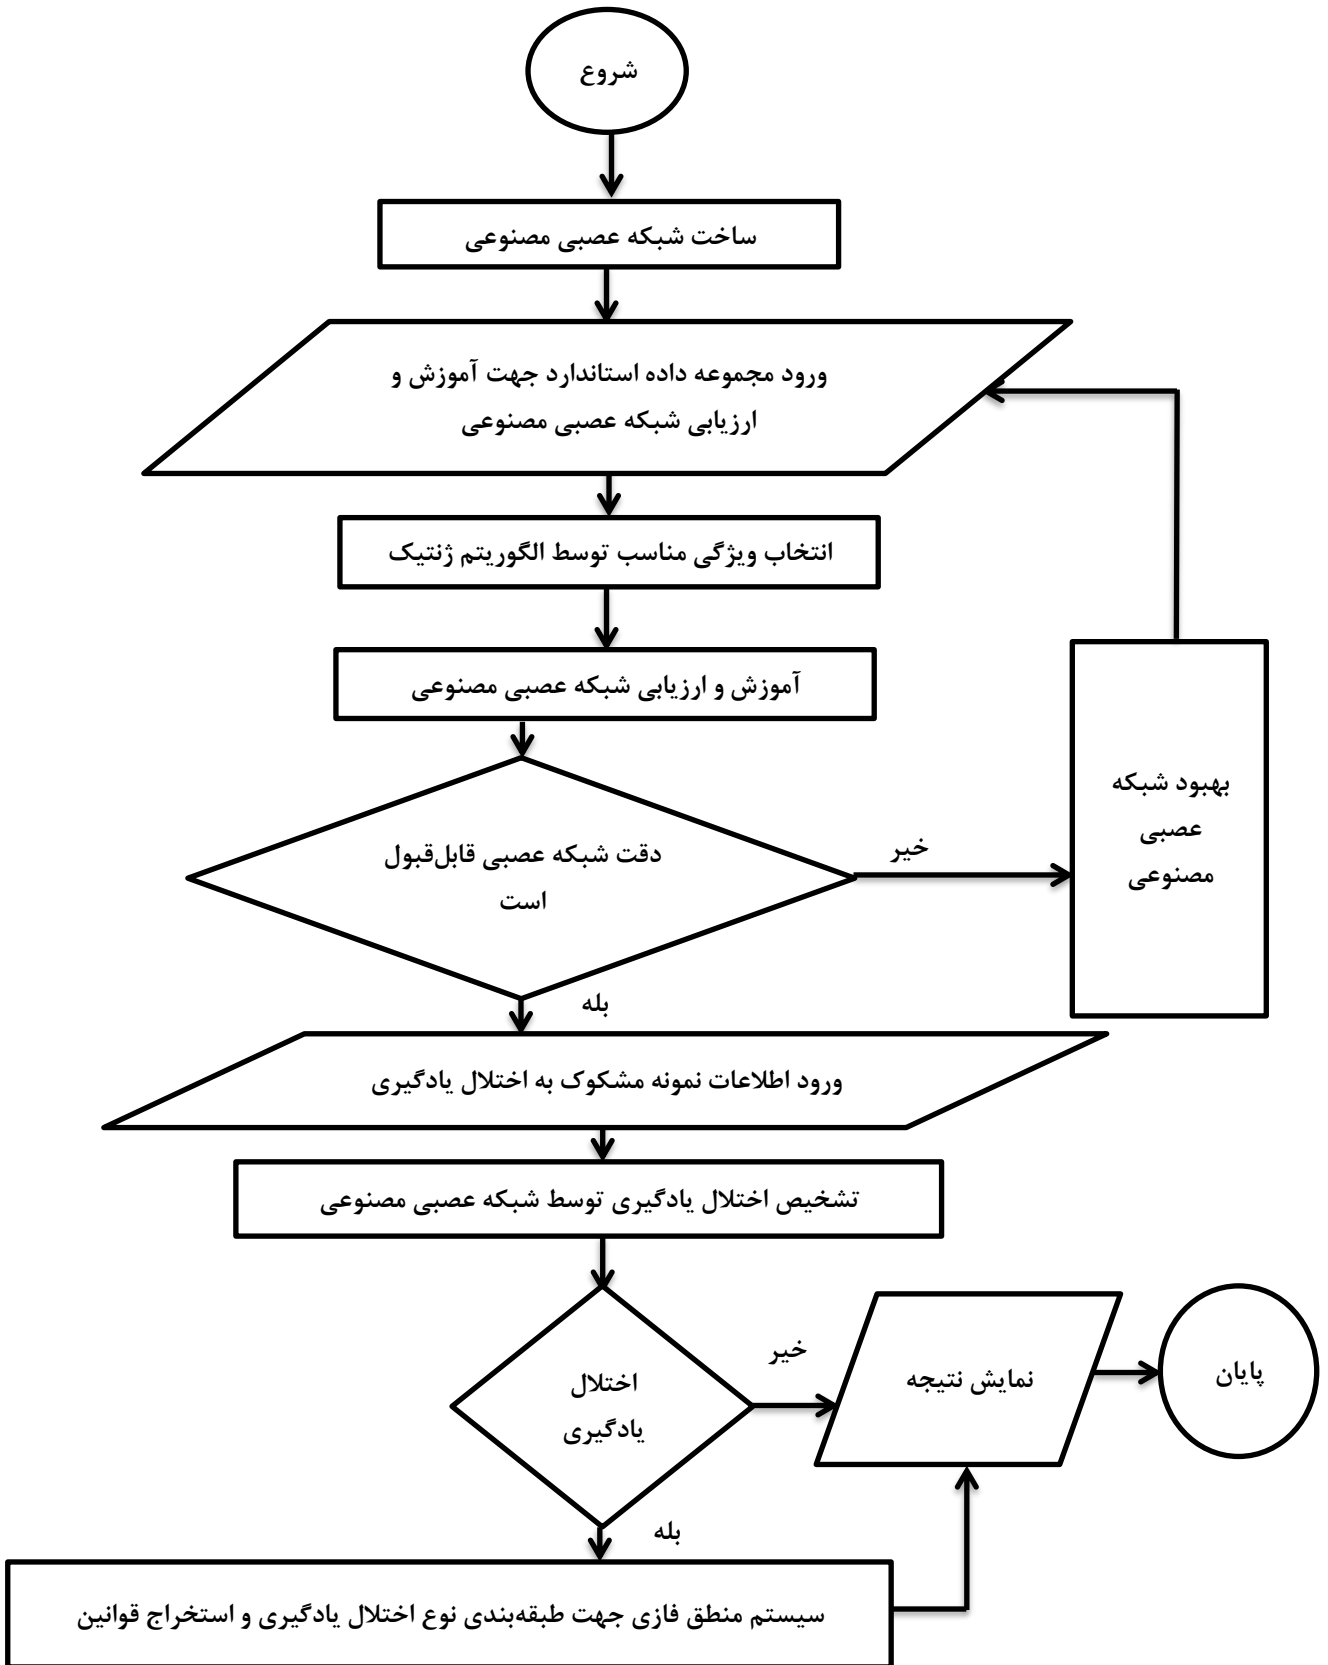 شروع
ساخت شبکه عصبی مصنوعی
ورود مجموعه داده استاندارد جهت آموزش و
ارزیابی شبکه عصبی مصنوعی
انتخاب ویژگی مناسب توسط الگوریتم ژنتیک
آموزش و ارزیابی شبکه عصبی مصنوعی
دقت شبکه عصبی قابل‌قبول
است
خیر
بهبود شبکه
عصبی
مصنوعی
بله
ورود اطلاعات نمونه مشکوک به اختلال یادگیری
تشخیص اختلال یادگیری توسط شبکه عصبی مصنوعی
اختلال
یادگیری
خیر
نمایش نتیجه
پایان
بله
سیستم منطق فازی جهت طبقه‌بندی نوع اختلال یادگیری و استخراج قوانین